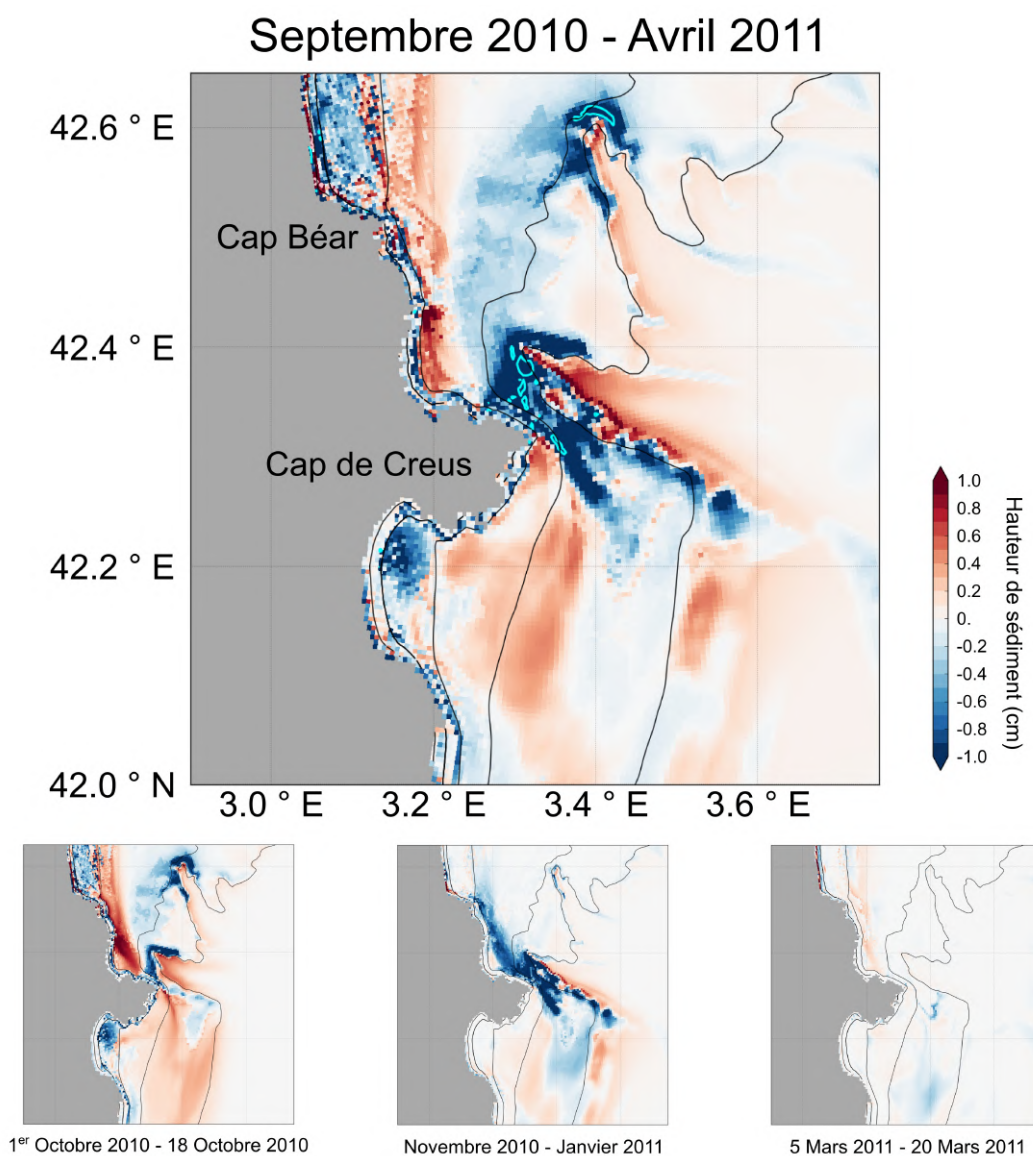 Septembre 2010 - Avril 2011
42.6 ° E
Cap Béar
42.4 ° E
Cap de Creus
42.2 ° E
42.0 ° N
3.0 ° E
3.2 ° E
3.4 ° E
3.6 ° E
1.0
0.8
0.6
0.4
0.2
0.
-0.2
-0.4
-0.6
-0.8
-1.0
Hauteur de sédiment (cm)
1er Octobre 2010 - 18 Octobre 2010
Novembre 2010 - Janvier 2011
5 Mars 2011 - 20 Mars 2011